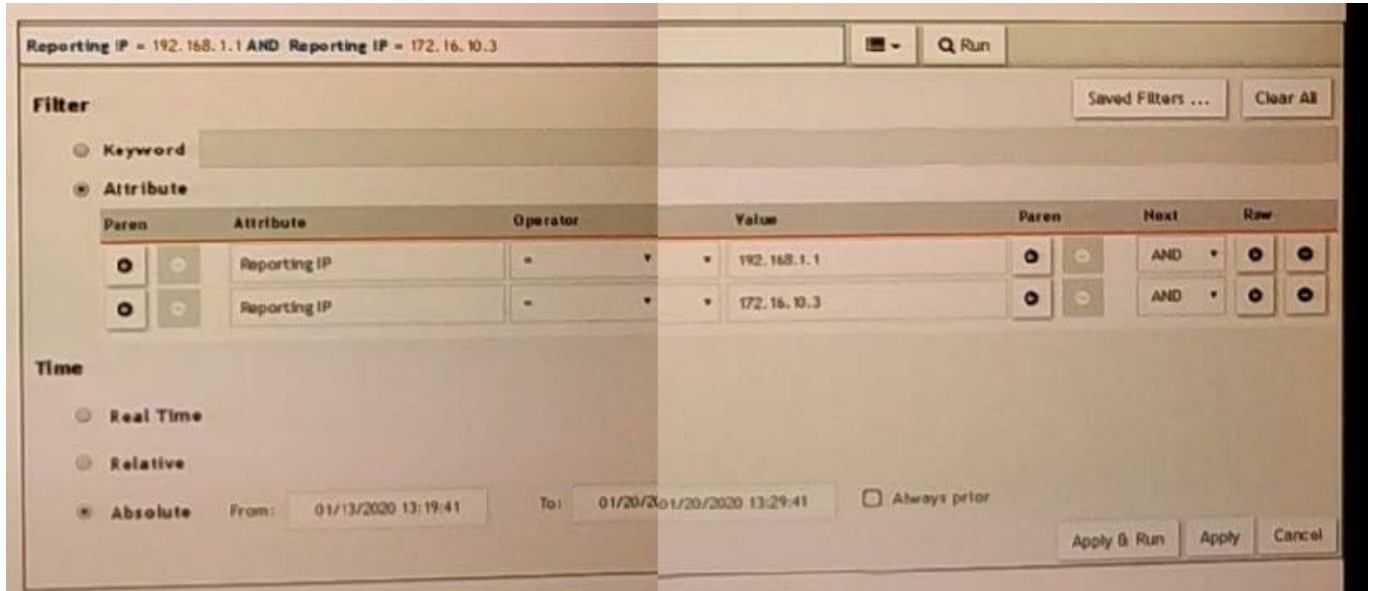 Reporting IP = 192.168.1.1 AND Reporting IP = 172.16.10.3 Run
Filter Saved Filters ... Clear All
Keyword
Attribute
Paren Attribute Operator Value Paren Next Row
Reporting IP = 192.168.1.1 AND
Reporting IP = 172.16.10.3 AND
Time
Real Time
Relative
Absolute From: 01/13/2020 13:19:41 To: 01/20/2001/20/2020 13:29:41 Always prior
Apply & Run Apply Cancel